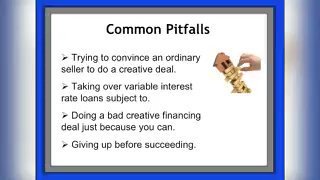 Common Pitfalls
➢ Trying to convince an ordinary
seller to do a creative deal.
➢ Taking over variable interest
rate loans subject to.
➢ Doing a bad creative financing
deal just because you can.
➢ Giving up before succeeding.